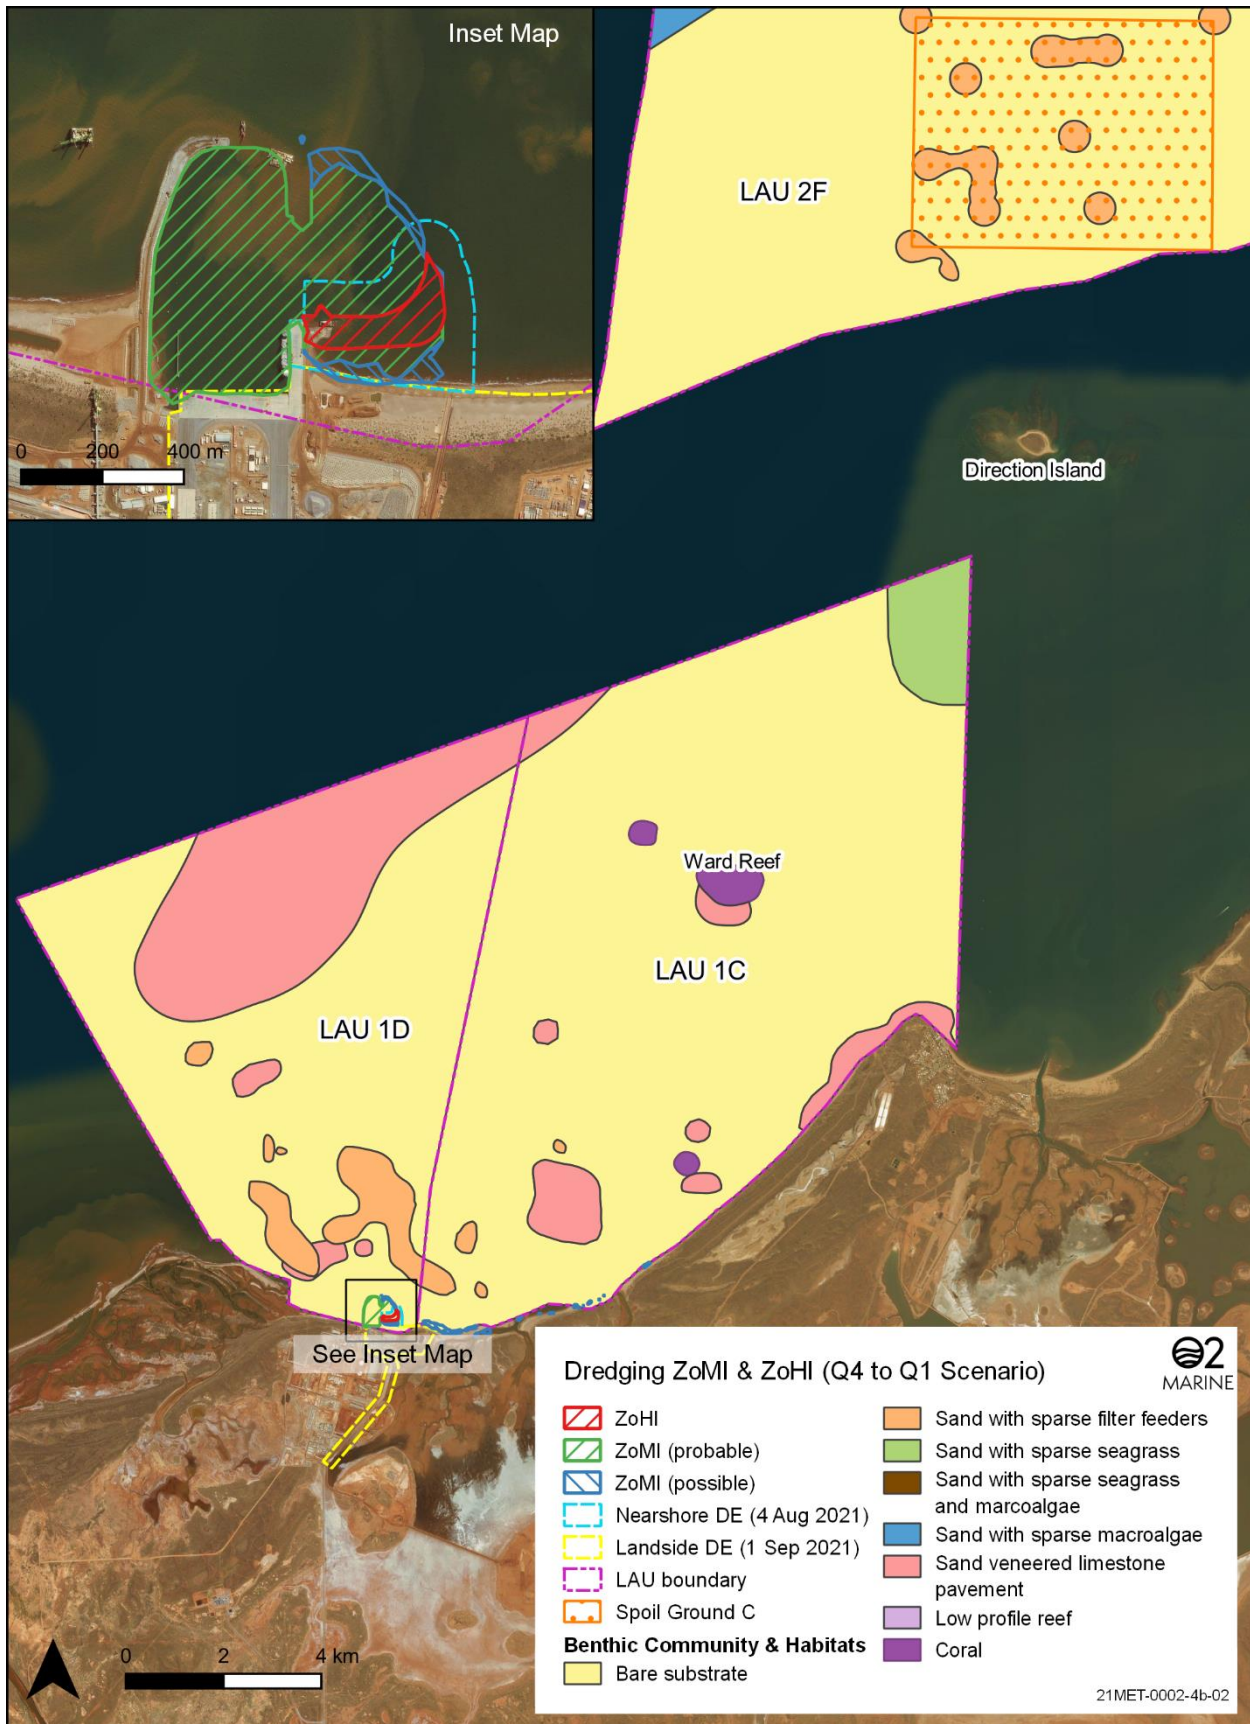 Inset Map
0 200 400 m
LAU 2F
Direction Island
Ward Reef
LAU 1C
LAU 1D
See Inset Map
0 2 4 km
Dredging ZoMI & ZoHI (Q4 to Q1 Scenario)
O2
MARINE
ZoHI
ZoMI (probable)
ZoMI (possible)
Nearshore DE (4 Aug 2021)
Landside DE (1 Sep 2021)
LAU boundary
Spoil Ground C
Benthic Community & Habitats
Bare substrate
Sand with sparse filter feeders
Sand with sparse seagrass
Sand with sparse seagrass
and marcoalgae
Sand with sparse macroalgae
Sand veneered limestone
pavement
Low profile reef
Coral
21MET-0002-4b-02